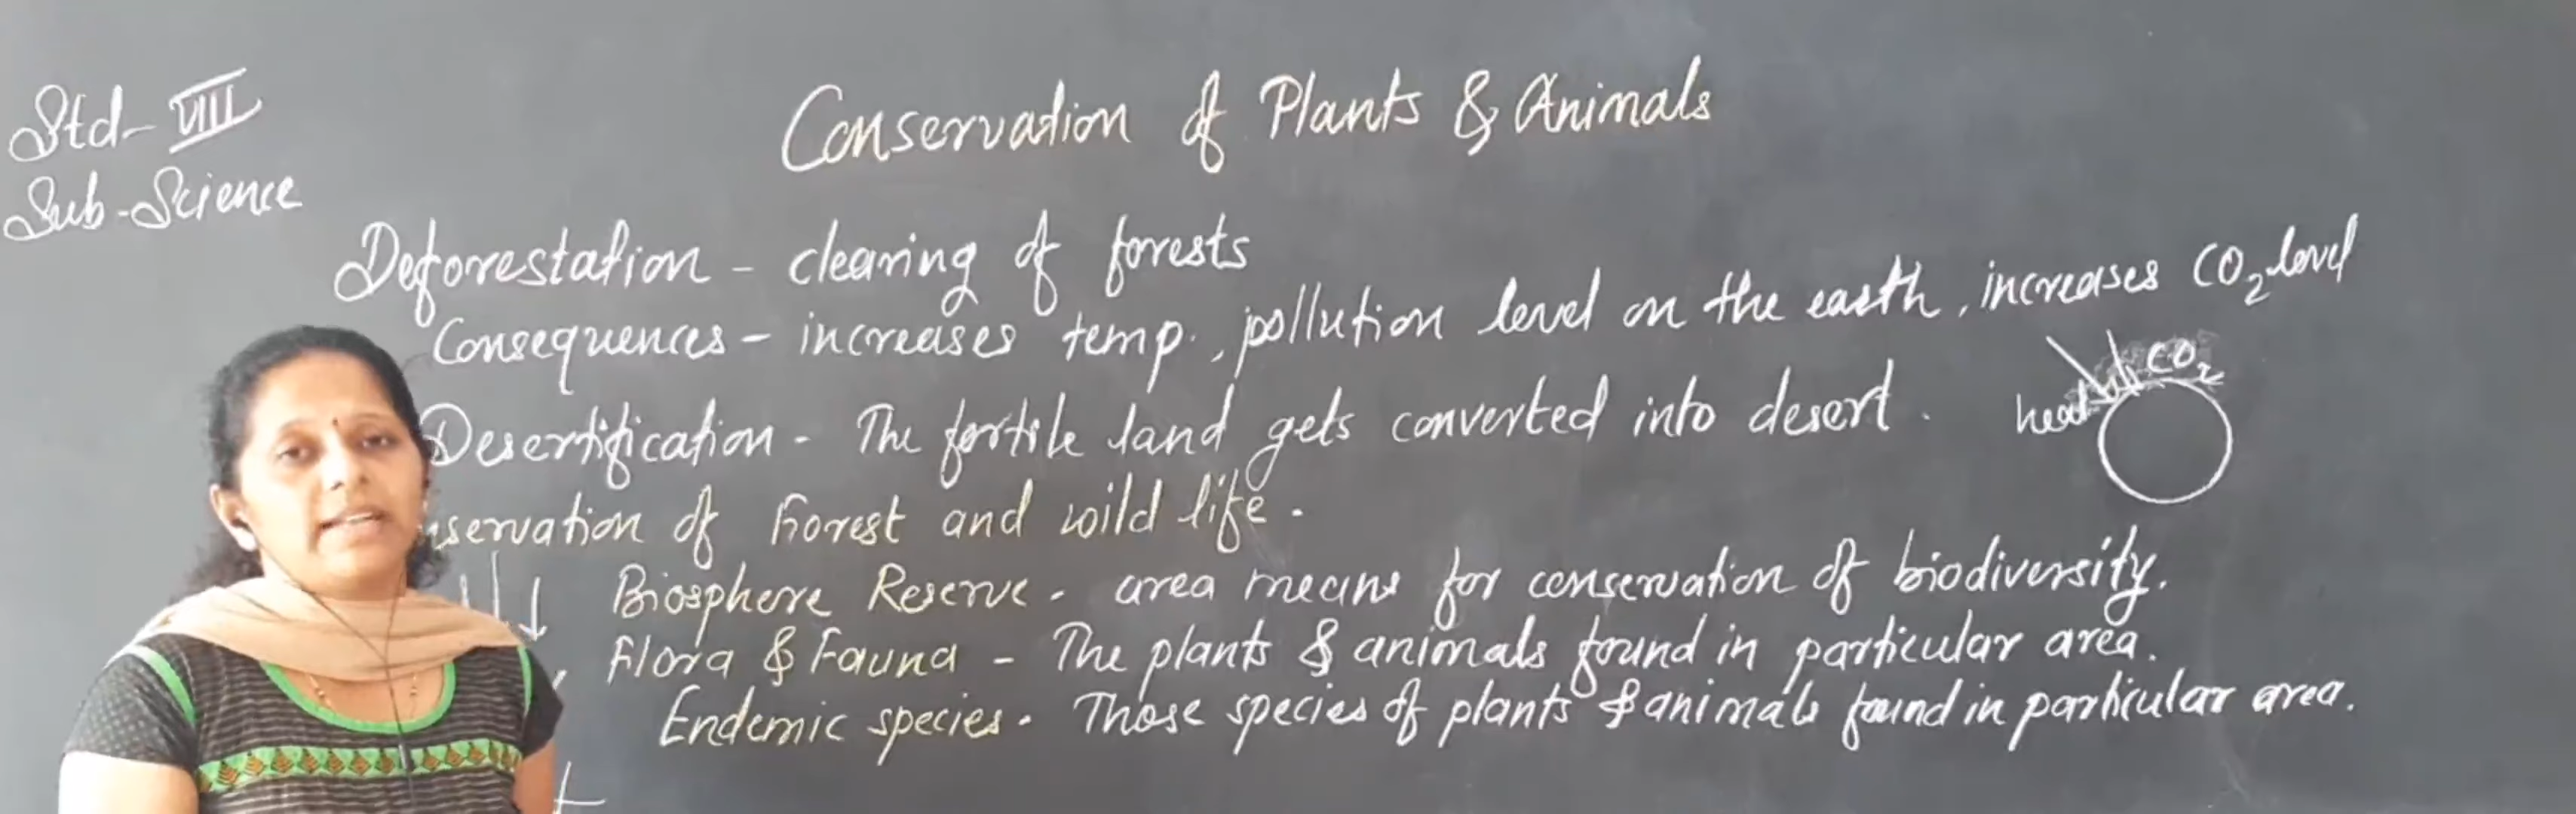 Std- VIII
Sub-Science
Conservation of Plants & Animals
Deforestation - clearing of forests
Consequences - increases temp., pollution level on the earth, increases CO2 level
CO2
heat
Desertification - The fertile land gets converted into desert.
servation of Forest and wild life.
Biosphere Reserve. area means for conservation of biodiversity.
Flora & Fauna - The plants & animals found in particular area.
Endemic species. Those species of plants & animals found in particular area.